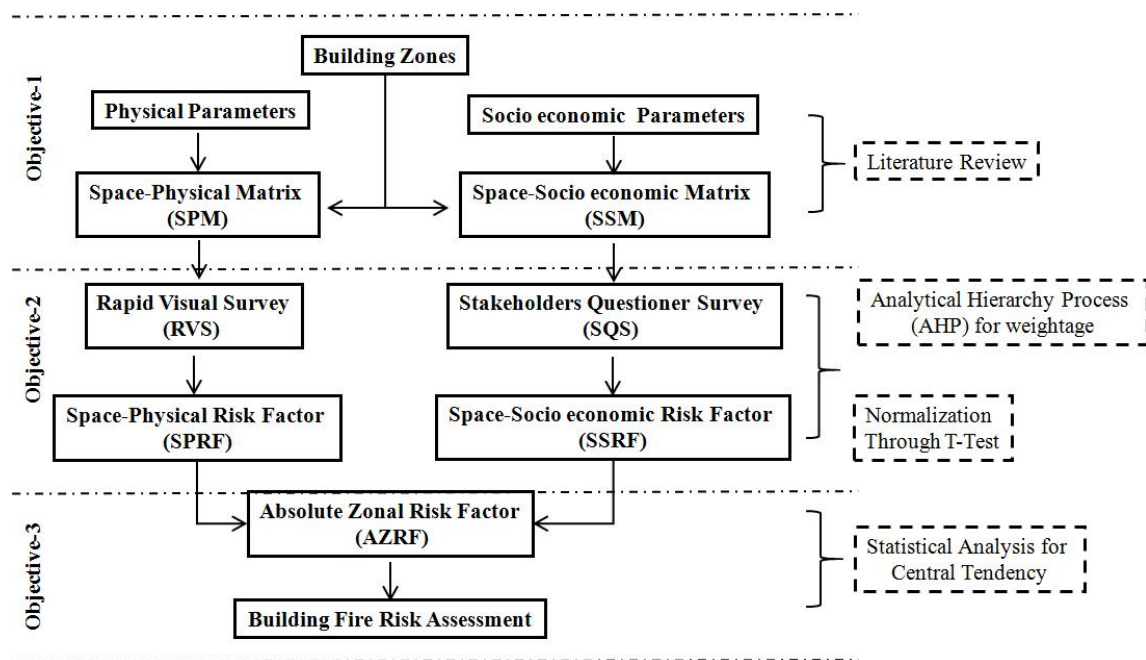 Objective-1
Building Zones
Physical Parameters
Socio economic Parameters
Space-Physical Matrix
(SPM)
Space-Socio economic Matrix
(SSM)
Literature Review
Objective-2
Rapid Visual Survey
(RVS)
Stakeholders Questioner Survey
(SQS)
Analytical Hierarchy Process
(AHP) for weightage
Space-Physical Risk Factor
(SPRF)
Space-Socio economic Risk Factor
(SSRF)
Normalization
Through T-Test
Objective-3
Absolute Zonal Risk Factor
(AZRF)
Statistical Analysis for
Central Tendency
Building Fire Risk Assessment